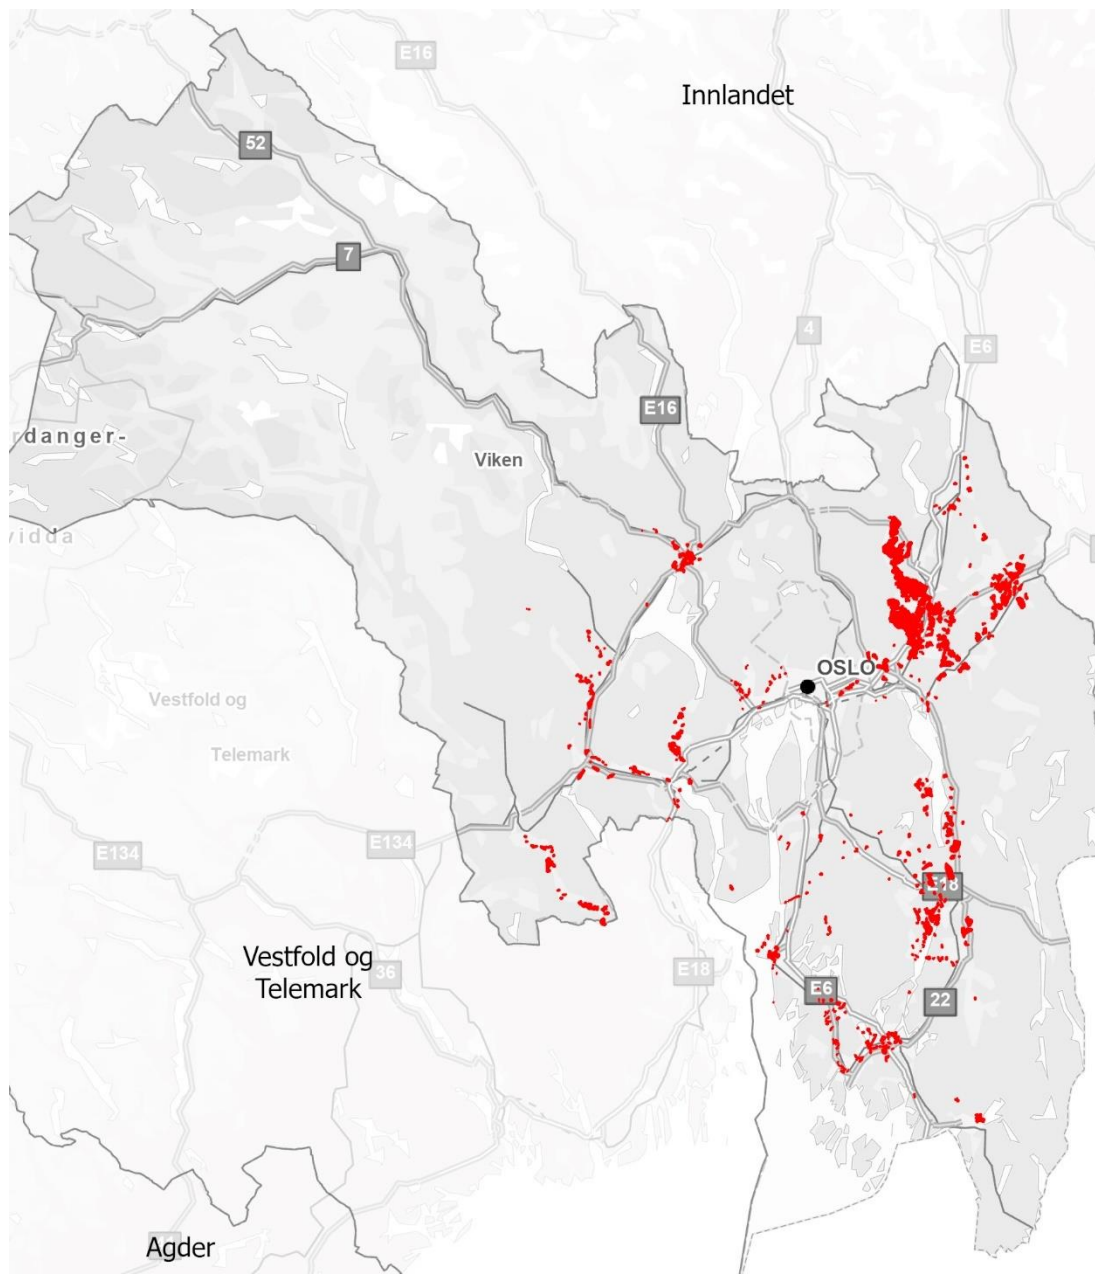 E16
Innlandet
52
7
4
E6
E16
rdanger-
Viken
vidda
OSLO
Vestfold og
Telemark
E134
E134
E18
Vestfold og
Telemark
36
E18
E6
22
Agder